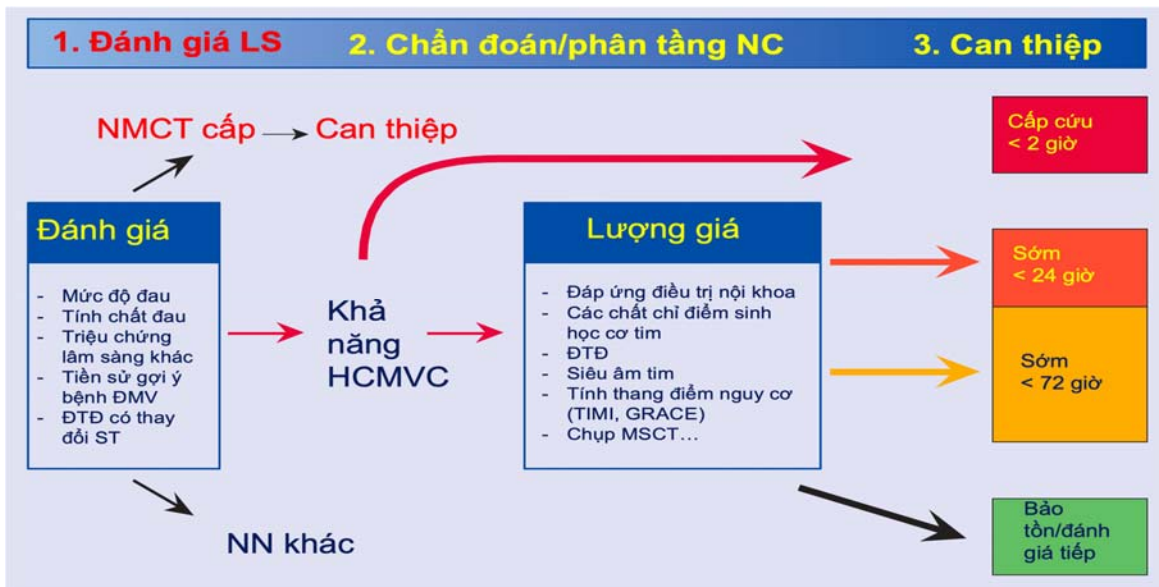 1. Đánh giá LS
2. Chẩn đoán/phân tầng NC
3. Can thiệp
NMCT cấp
Can thiệp
Cấp cứu
< 2 giờ
Đánh giá
- Mức độ đau
- Tính chất đau
- Triệu chứng
lâm sàng khác
- Tiền sử gợi ý
bệnh ĐMV
- ĐTĐ có thay
đổi ST
Khả
năng
HCMVC
Lượng giá
- Đáp ứng điều trị nội khoa
- Các chất chỉ điểm sinh
học cơ tim
- ĐTĐ
- Siêu âm tim
- Tính thang điểm nguy cơ
(TIMI, GRACE)
- Chụp MSCT...
Sớm
< 24 giờ
Sớm
< 72 giờ
NN khác
Bảo
tồn/đánh
giá tiếp